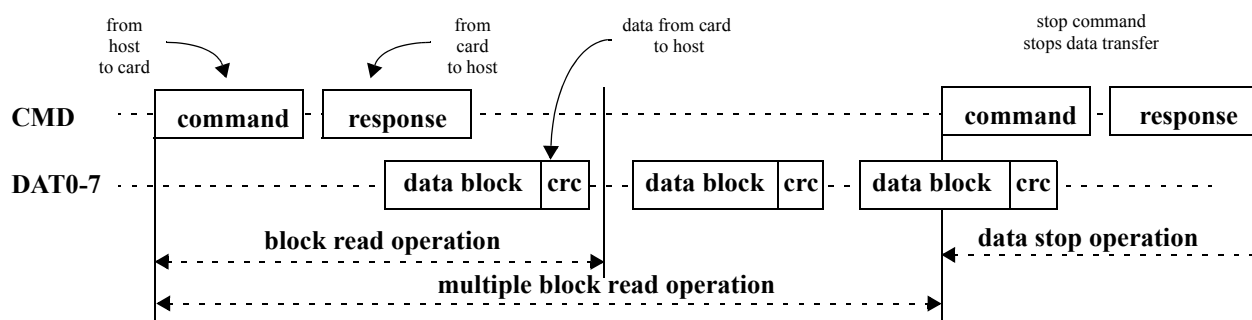 from
host
to card
from
card
to host
data from card
to host
stop command
stops data transfer
CMD
command
response
command
response
DAT0-7
data block
crc
data block
crc
data block
crc
block read operation
data stop operation
multiple block read operation